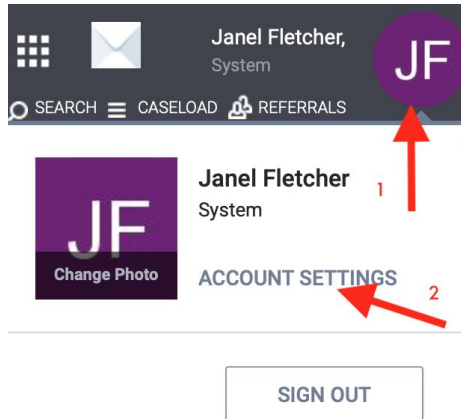 Janel Fletcher,
System
JF
SEARCH CASELOAD REFERRALS
Janel Fletcher
System
1
JF
Change Photo
ACCOUNT SETTINGS
2
SIGN OUT